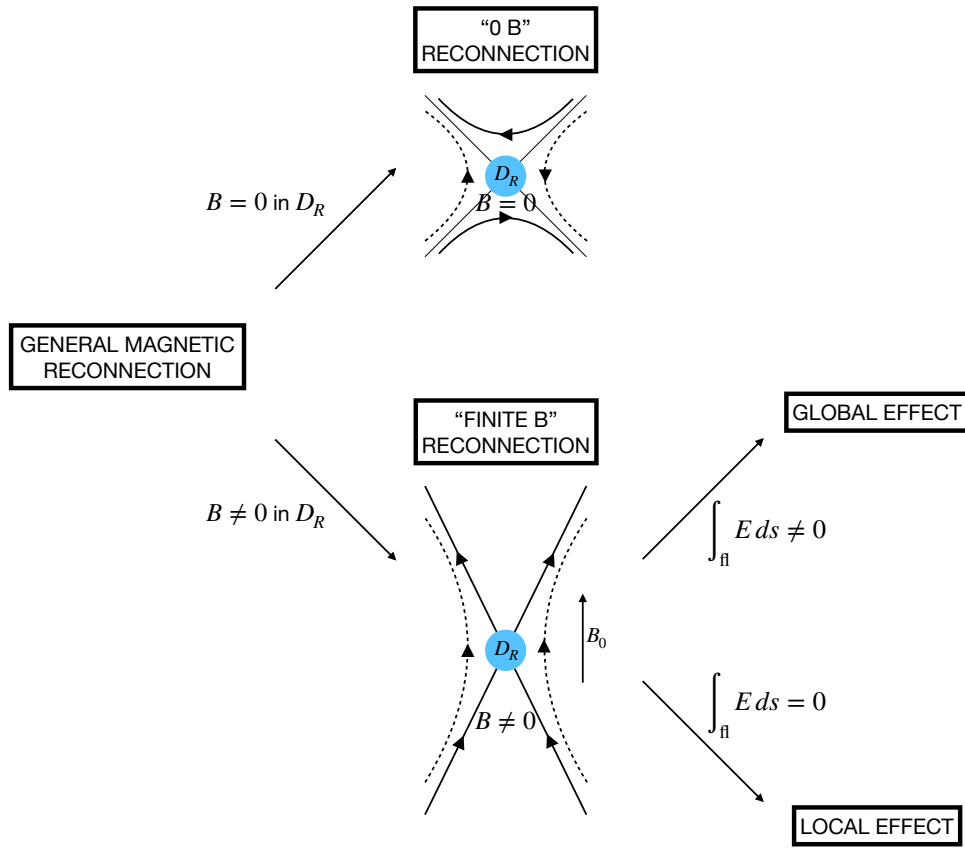 “0 B”
RECONNECTION
D_R
B = 0
B = 0 in D_R
GENERAL MAGNETIC
RECONNECTION
“FINITE B”
RECONNECTION
GLOBAL EFFECT
B ≠ 0 in D_R
∫_fl E ds ≠ 0
B_0
D_R
∫_fl E ds = 0
B ≠ 0
LOCAL EFFECT